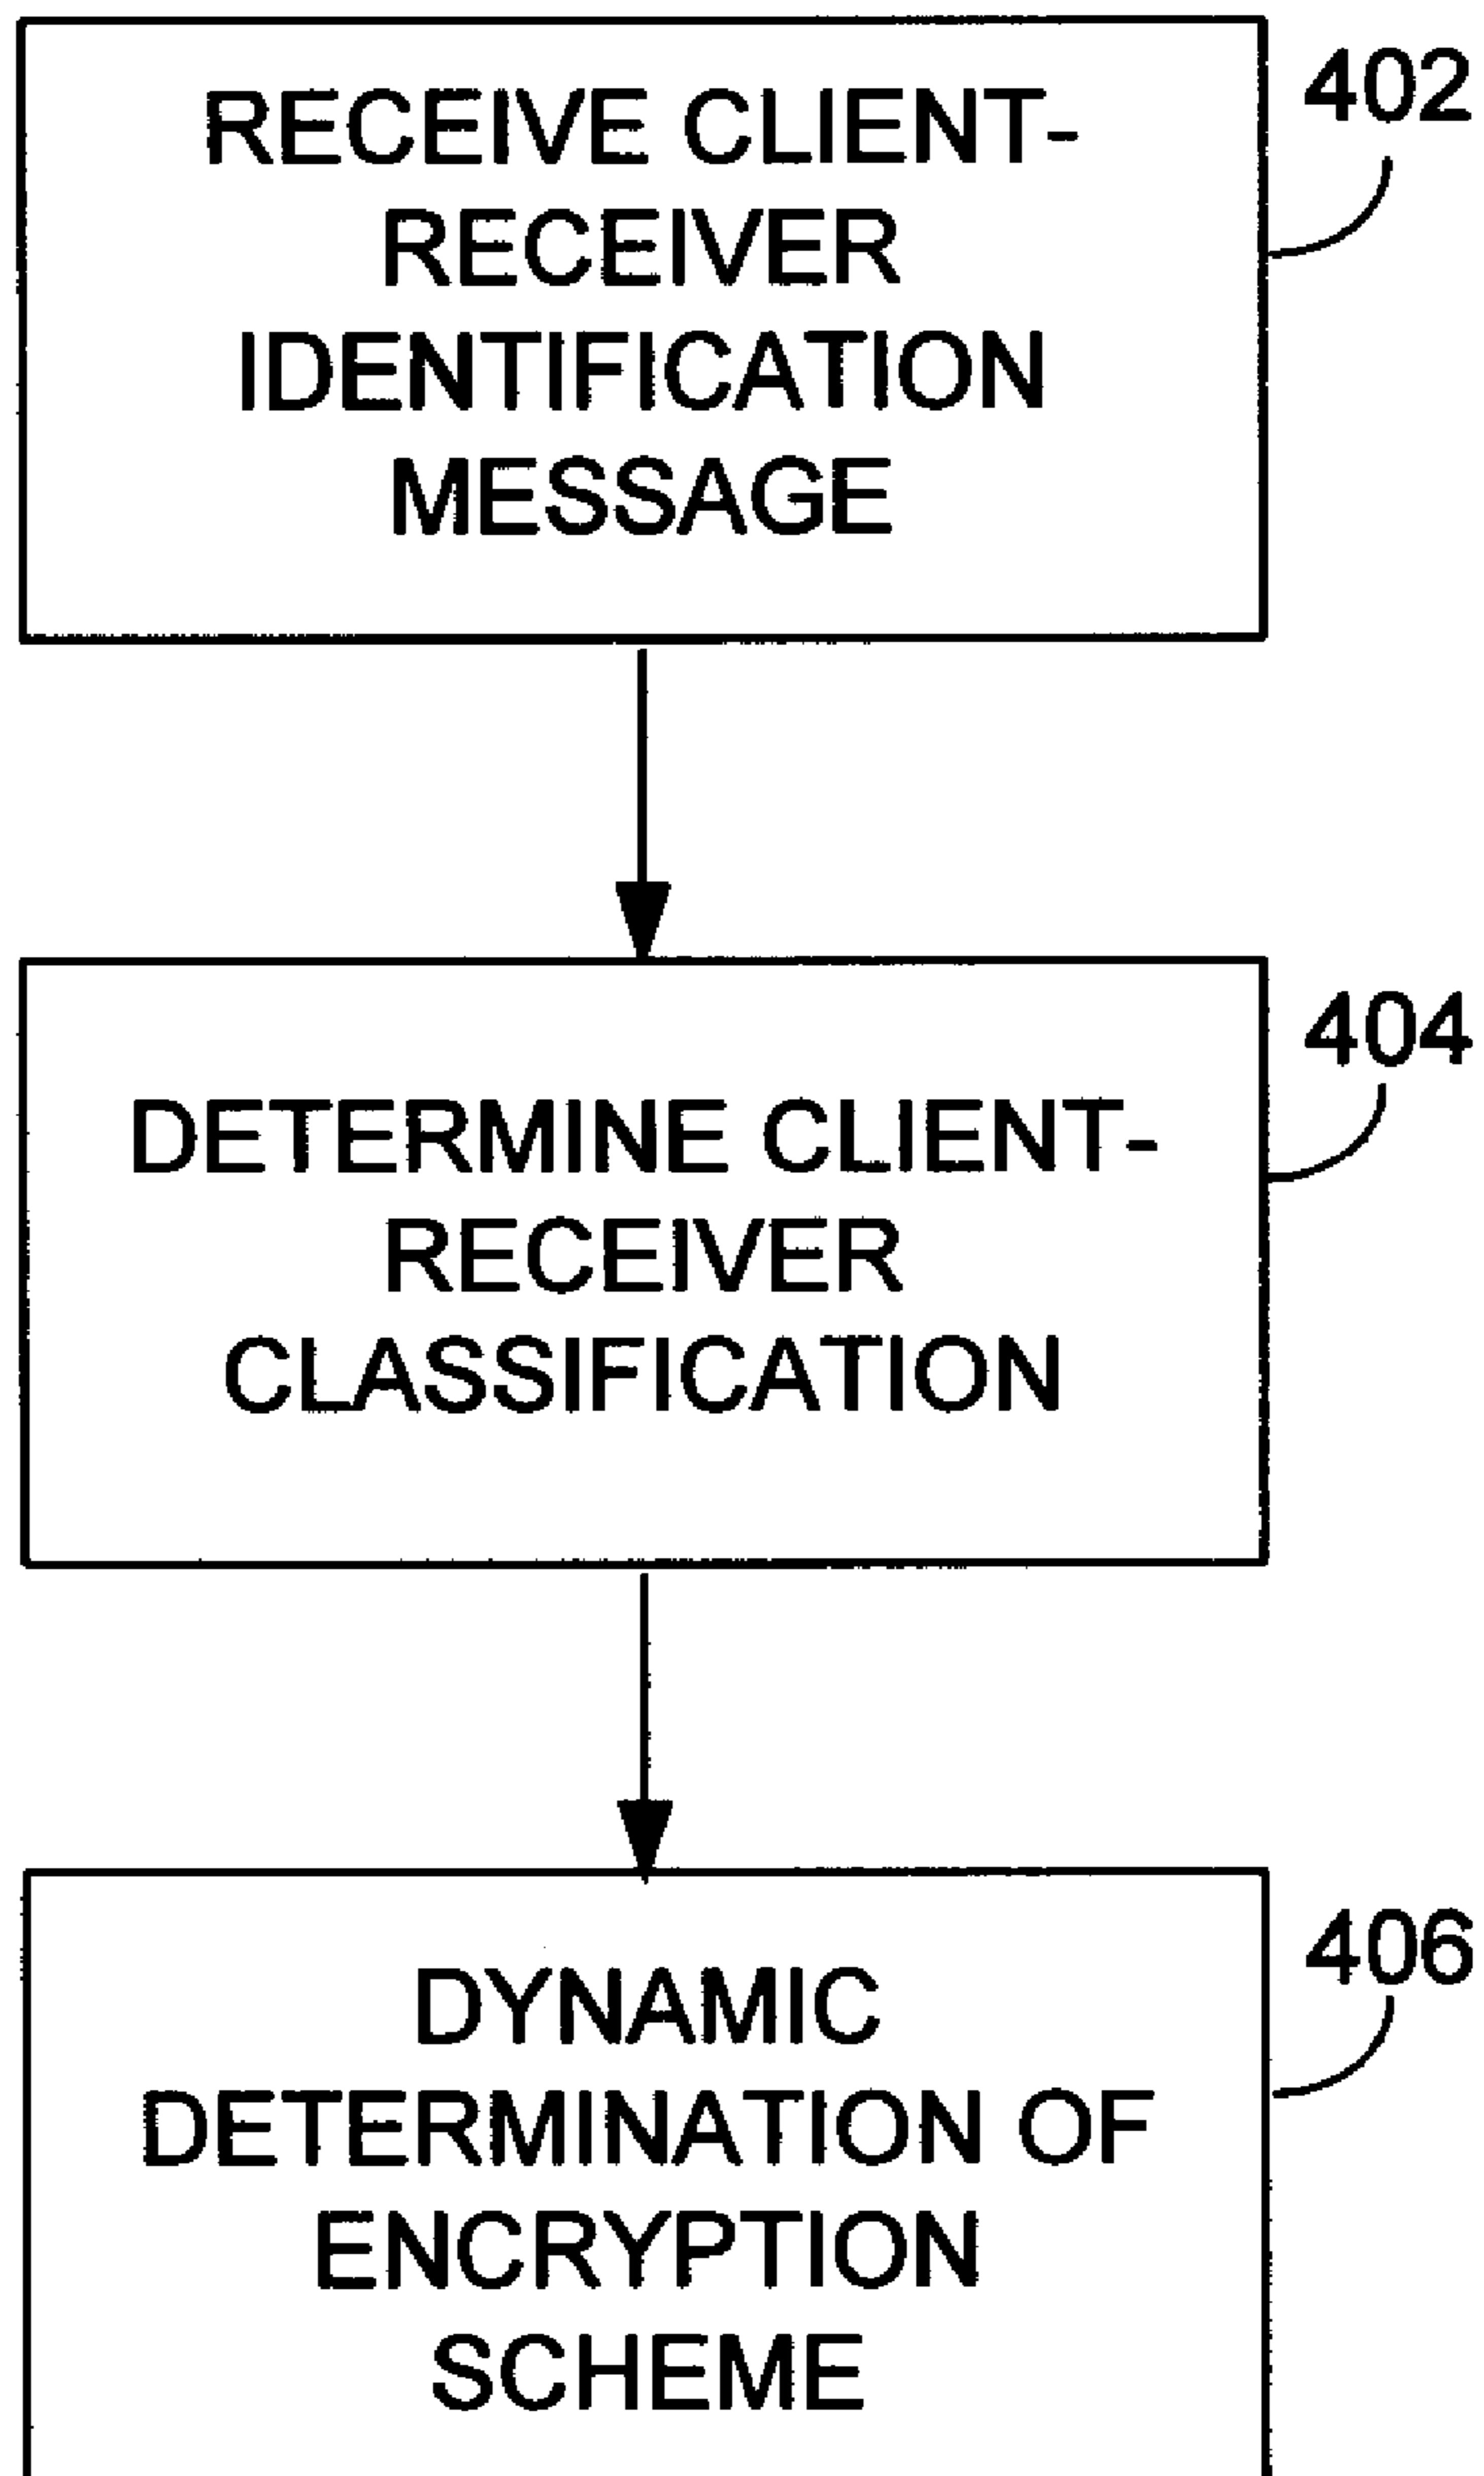 RECEIVE CLIENT-
RECEIVER
IDENTIFICATION
MESSAGE
402
DETERMINE CLIENT-
RECEIVER
CLASSIFICATION
404
DYNAMIC
DETERMINATION OF
ENCRYPTION
SCHEME
406